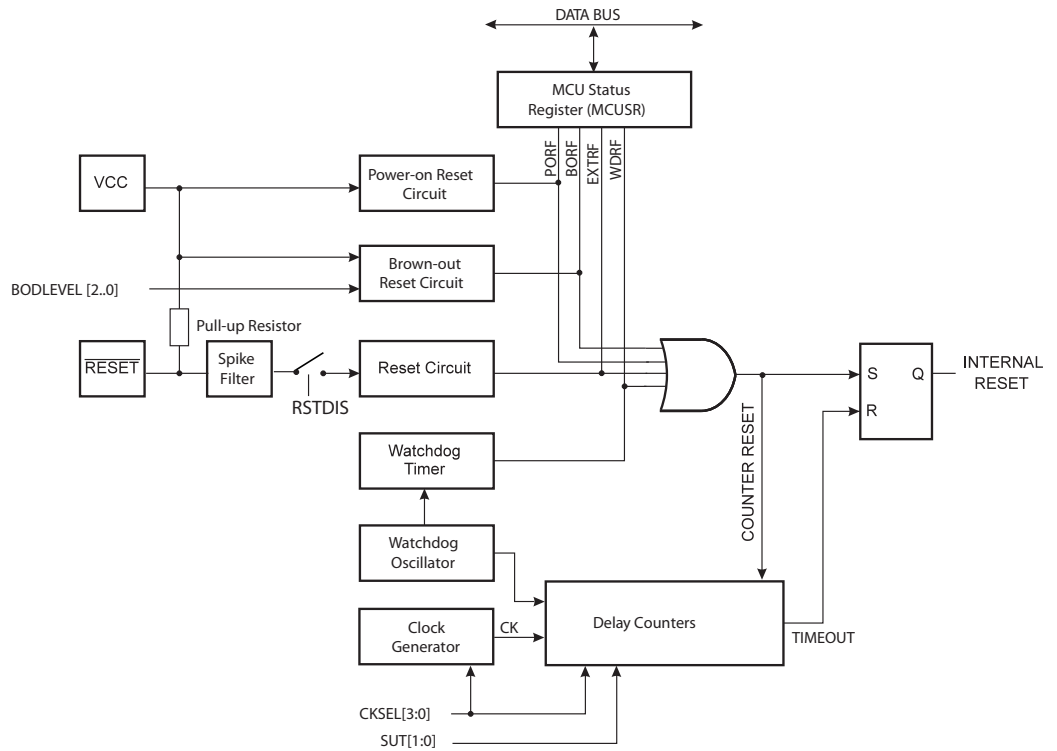 DATA BUS
MCU Status
Register (MCUSR)
PORF
BORF
EXTRF
WDRF
VCC
Power-on Reset
Circuit
Brown-out
Reset Circuit
BODLEVEL [2..0]
Pull-up Resistor
RESET
Spike
Filter
RSTDIS
Reset Circuit
S
Q
R
INTERNAL
RESET
COUNTER RESET
Watchdog
Timer
Watchdog
Oscillator
Clock
Generator
CK
Delay Counters
TIMEOUT
CKSEL[3:0]
SUT[1:0]